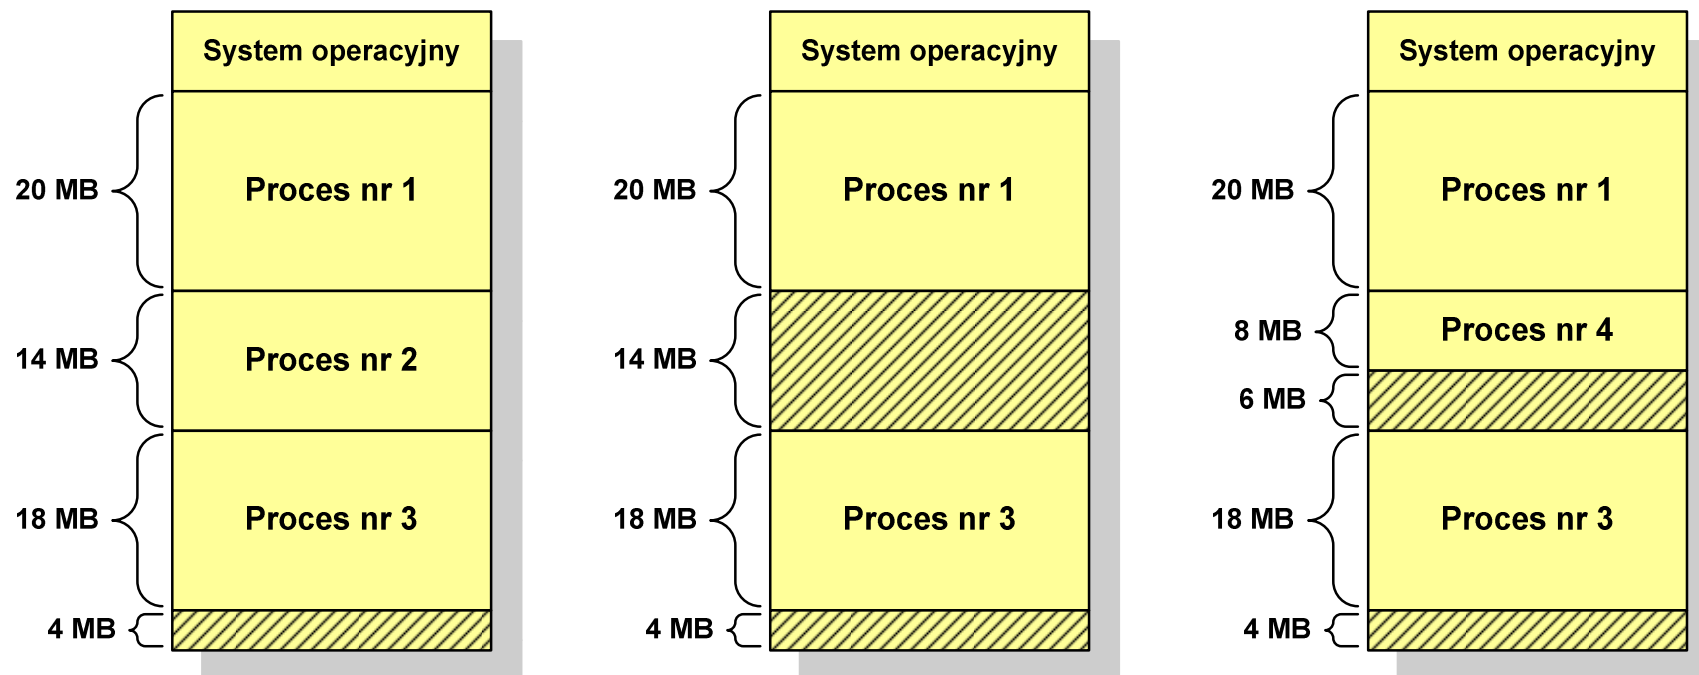 System operacyjny
20 MB
Proces nr 1
14 MB
Proces nr 2
18 MB
Proces nr 3
4 MB
System operacyjny
20 MB
Proces nr 1
14 MB
18 MB
Proces nr 3
4 MB
System operacyjny
20 MB
Proces nr 1
8 MB
Proces nr 4
6 MB
18 MB
Proces nr 3
4 MB